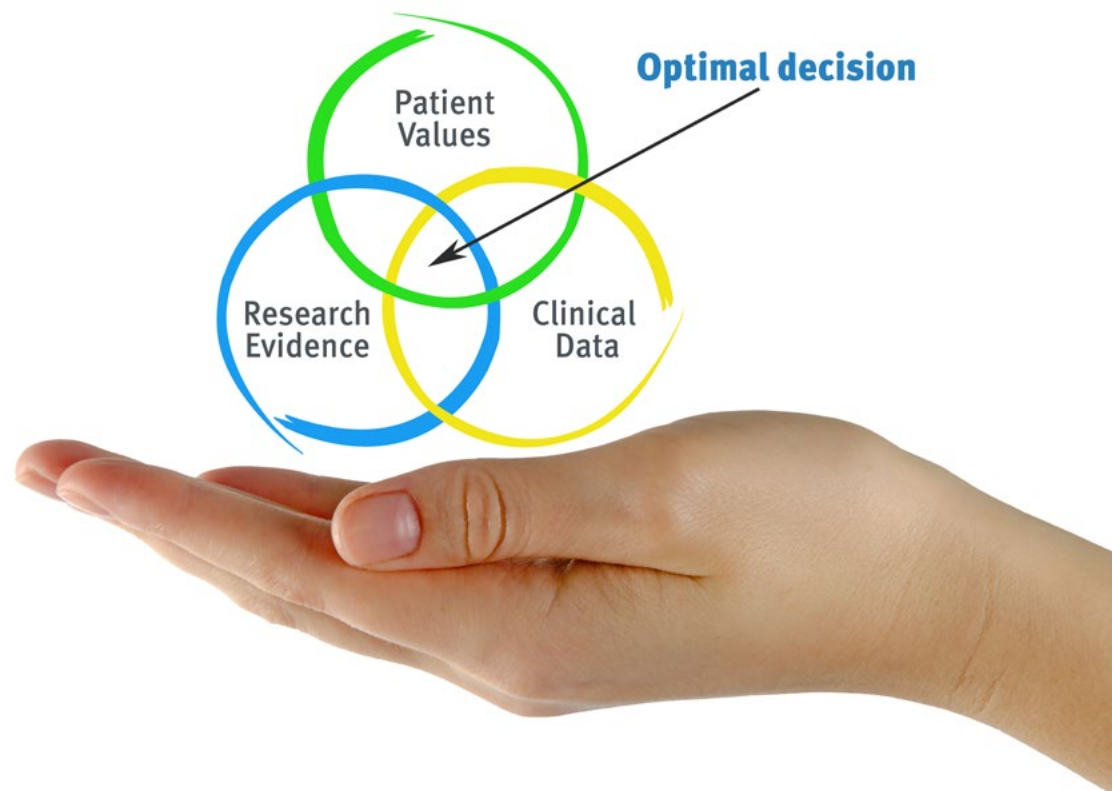 Optimal decision
Patient
Values
Research
Evidence
Clinical
Data